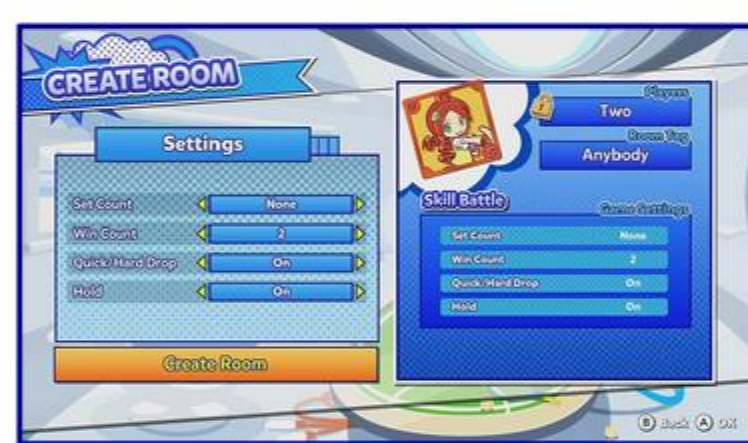 CREATE ROOM
Settings
Set Count None
Win Count 2
Quick/Hard Drop On
Hold On
Create Room
Players
Two
Room Tag
Anybody
Skill Battle
Game Settings
Set Count None
Win Count 2
Quick/Hard Drop On
Hold On
B Back A OK